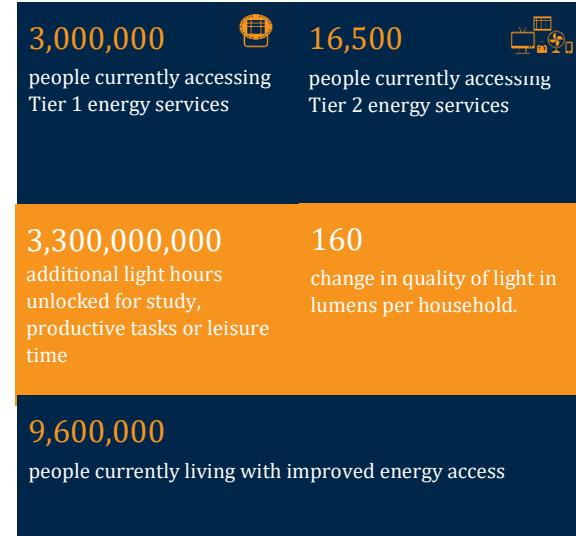 3,000,000
people currently accessing
Tier 1 energy services
16,500
people currently accessing
Tier 2 energy services
3,300,000,000
additional light hours
unlocked for study,
productive tasks or leisure
time
160
change in quality of light in
lumens per household.
9,600,000
people currently living with improved energy access